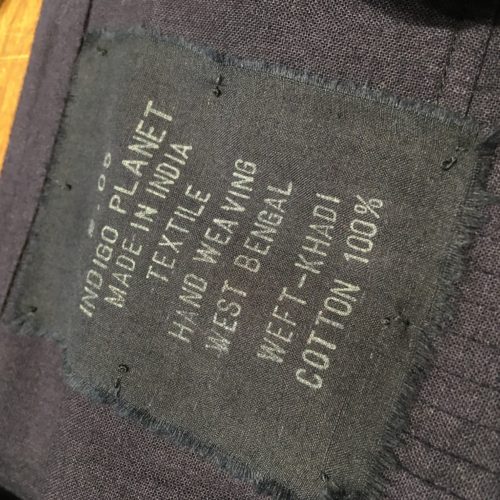 INDIGO PLANET
MADE IN INDIA
TEXTILE
HAND WEAVING
WEST BENGAL
WEFT-KHADI
COTTON 100%